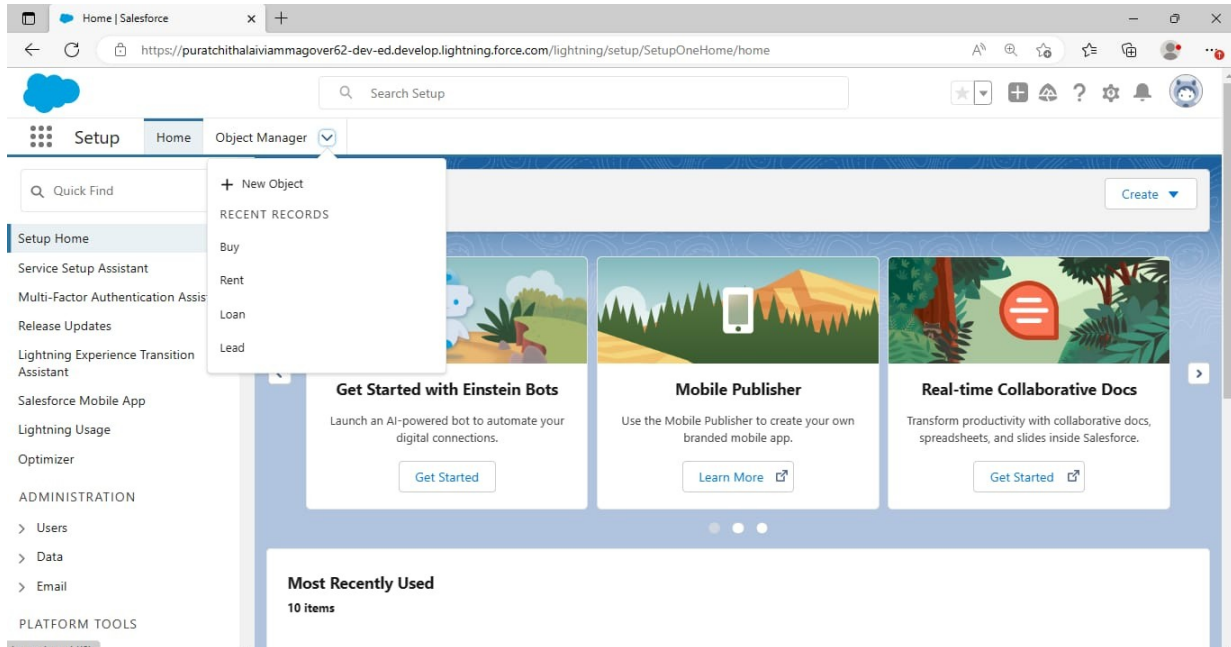 Home | Salesforce
https://puratchithalaiviammagover62-dev-ed.develop.lightning.force.com/lightning/setup/SetupOneHome/home
Search Setup
Setup
Home
Object Manager
Quick Find
New Object
Create
RECENT RECORDS
Setup Home
Buy
Service Setup Assistant
Rent
Multi-Factor Authentication Assis
Loan
Release Updates
Lead
Lightning Experience Transition
Assistant
Salesforce Mobile App
Lightning Usage
Optimizer
ADMINISTRATION
Users
Data
Email
PLATFORM TOOLS
Get Started with Einstein Bots
Launch an AI-powered bot to automate your
digital connections.
Get Started
Mobile Publisher
Use the Mobile Publisher to create your own
branded mobile app.
Learn More
Real-time Collaborative Docs
Transform productivity with collaborative docs,
spreadsheets, and slides inside Salesforce.
Get Started
Most Recently Used
10 items